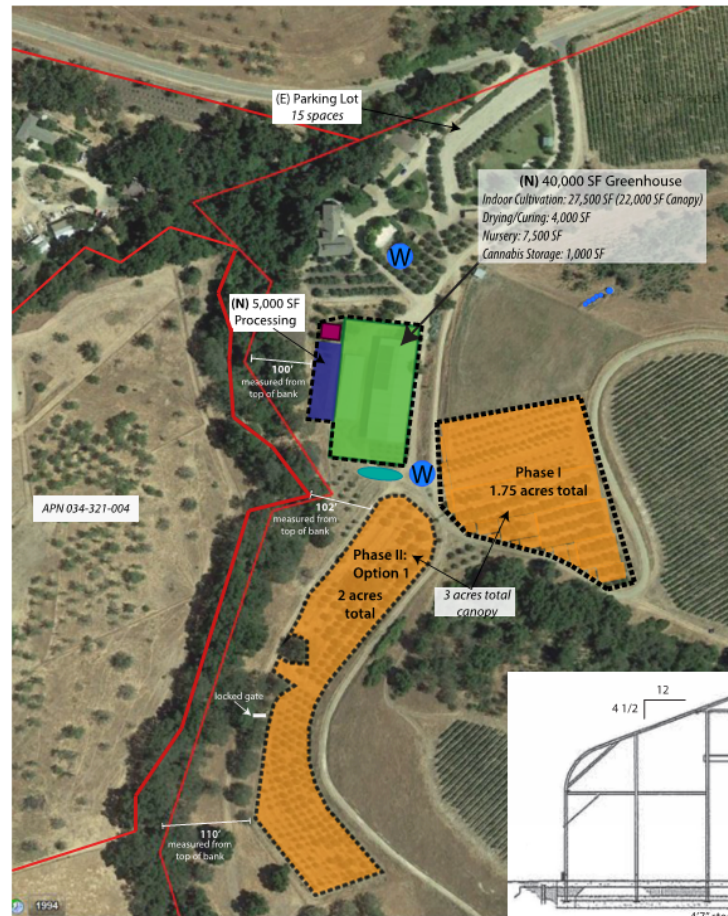 (E) Parking Lot
15 spaces
(N) 40,000 SF Greenhouse
Indoor Cultivation: 27,500 SF (22,000 SF Canopy)
Drying/Curing: 4,000 SF
Nursery: 7,500 SF
Cannabis Storage: 1,000 SF
W
(N) 5,000 SF
Processing
100'
measured from
top of bank
W
Phase I
1.75 acres total
APN 034-321-004
102'
measured from
top of bank
Phase II:
Option 1
2 acres
total
3 acres total
canopy
locked gate
12
4 1/2
110'
measured from
top of bank
1994